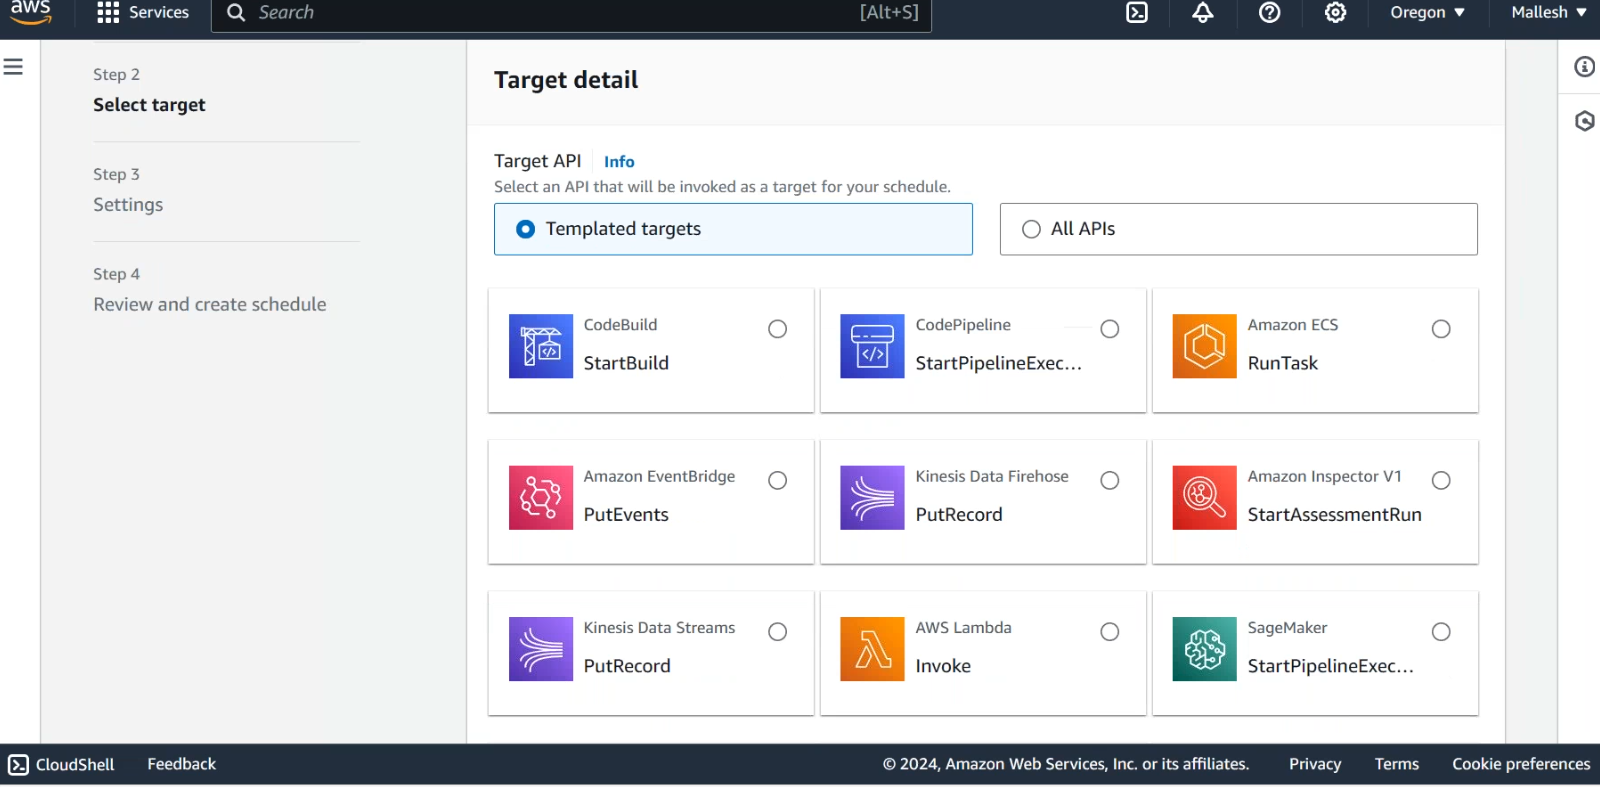 aws
Services
Search
[Alt+S]
Oregon
Mallesh
Step 2
Select target
Step 3
Settings
Step 4
Review and create schedule
Target detail
Target API
Info
Select an API that will be invoked as a target for your schedule.
Templated targets
All APIs
CodeBuild
StartBuild
CodePipeline
StartPipelineExec...
Amazon ECS
RunTask
Amazon EventBridge
PutEvents
Kinesis Data Firehose
PutRecord
Amazon Inspector V1
StartAssessmentRun
Kinesis Data Streams
PutRecord
AWS Lambda
Invoke
SageMaker
StartPipelineExec...
CloudShell
Feedback
© 2024, Amazon Web Services, Inc. or its affiliates.
Privacy
Terms
Cookie preferences